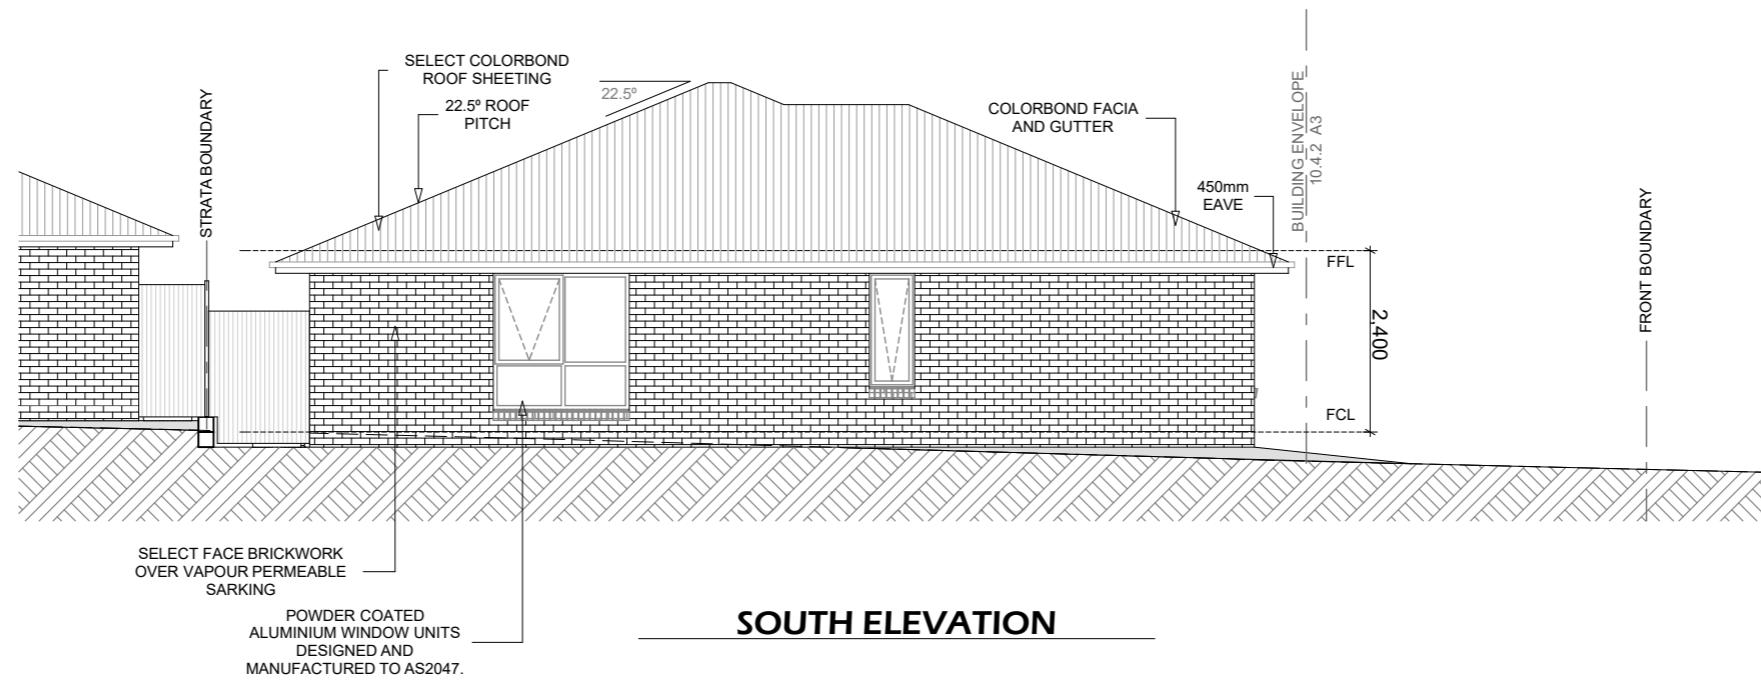 SELECT COLORBOND
ROOF SHEETING
22.5º
22.5º ROOF
PITCH
STRATA BOUNDARY
COLORBOND FACIA
AND GUTTER
450mm
EAVE
BUILDING ENVELOPE
10.4.2 A3
FRONT BOUNDARY
FFL
2,400
FCL
SELECT FACE BRICKWORK
OVER VAPOUR PERMEABLE
SARKING
POWDER COATED
ALUMINIUM WINDOW UNITS
DESIGNED AND
MANUFACTURED TO AS2047.
SOUTH ELEVATION